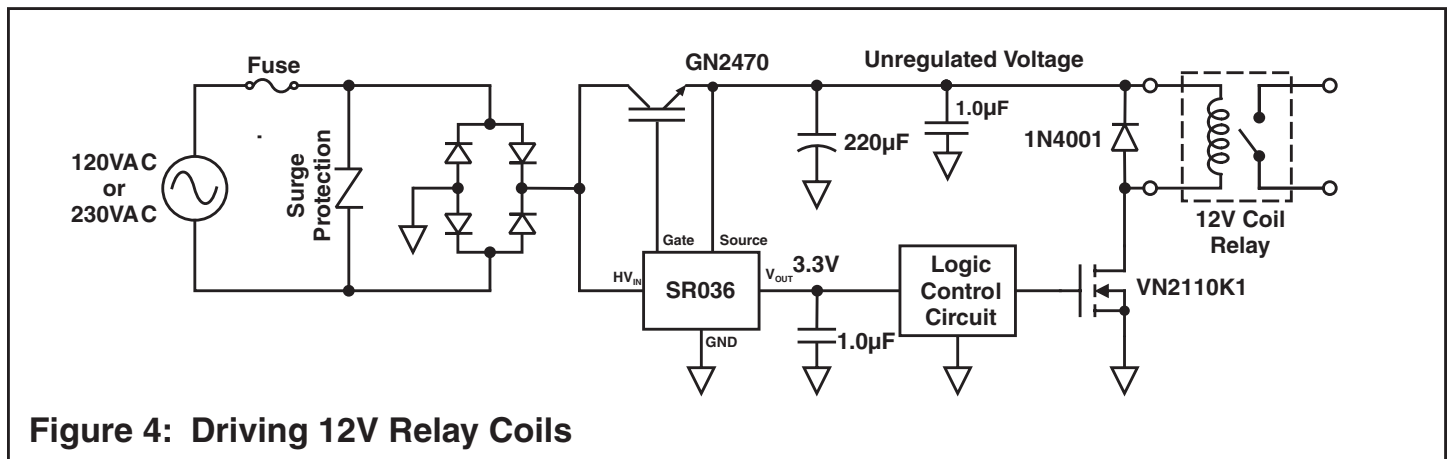 Fuse
120VAC
or
230VAC
Surge
Protection
GN2470
Unregulated Voltage
220µF
1.0µF
1N4001
12V Coil
Relay
Gate
Source
HVIN
SR036
VOUT
3.3V
GND
1.0µF
Logic
Control
Circuit
VN2110K1
Figure 4: Driving 12V Relay Coils